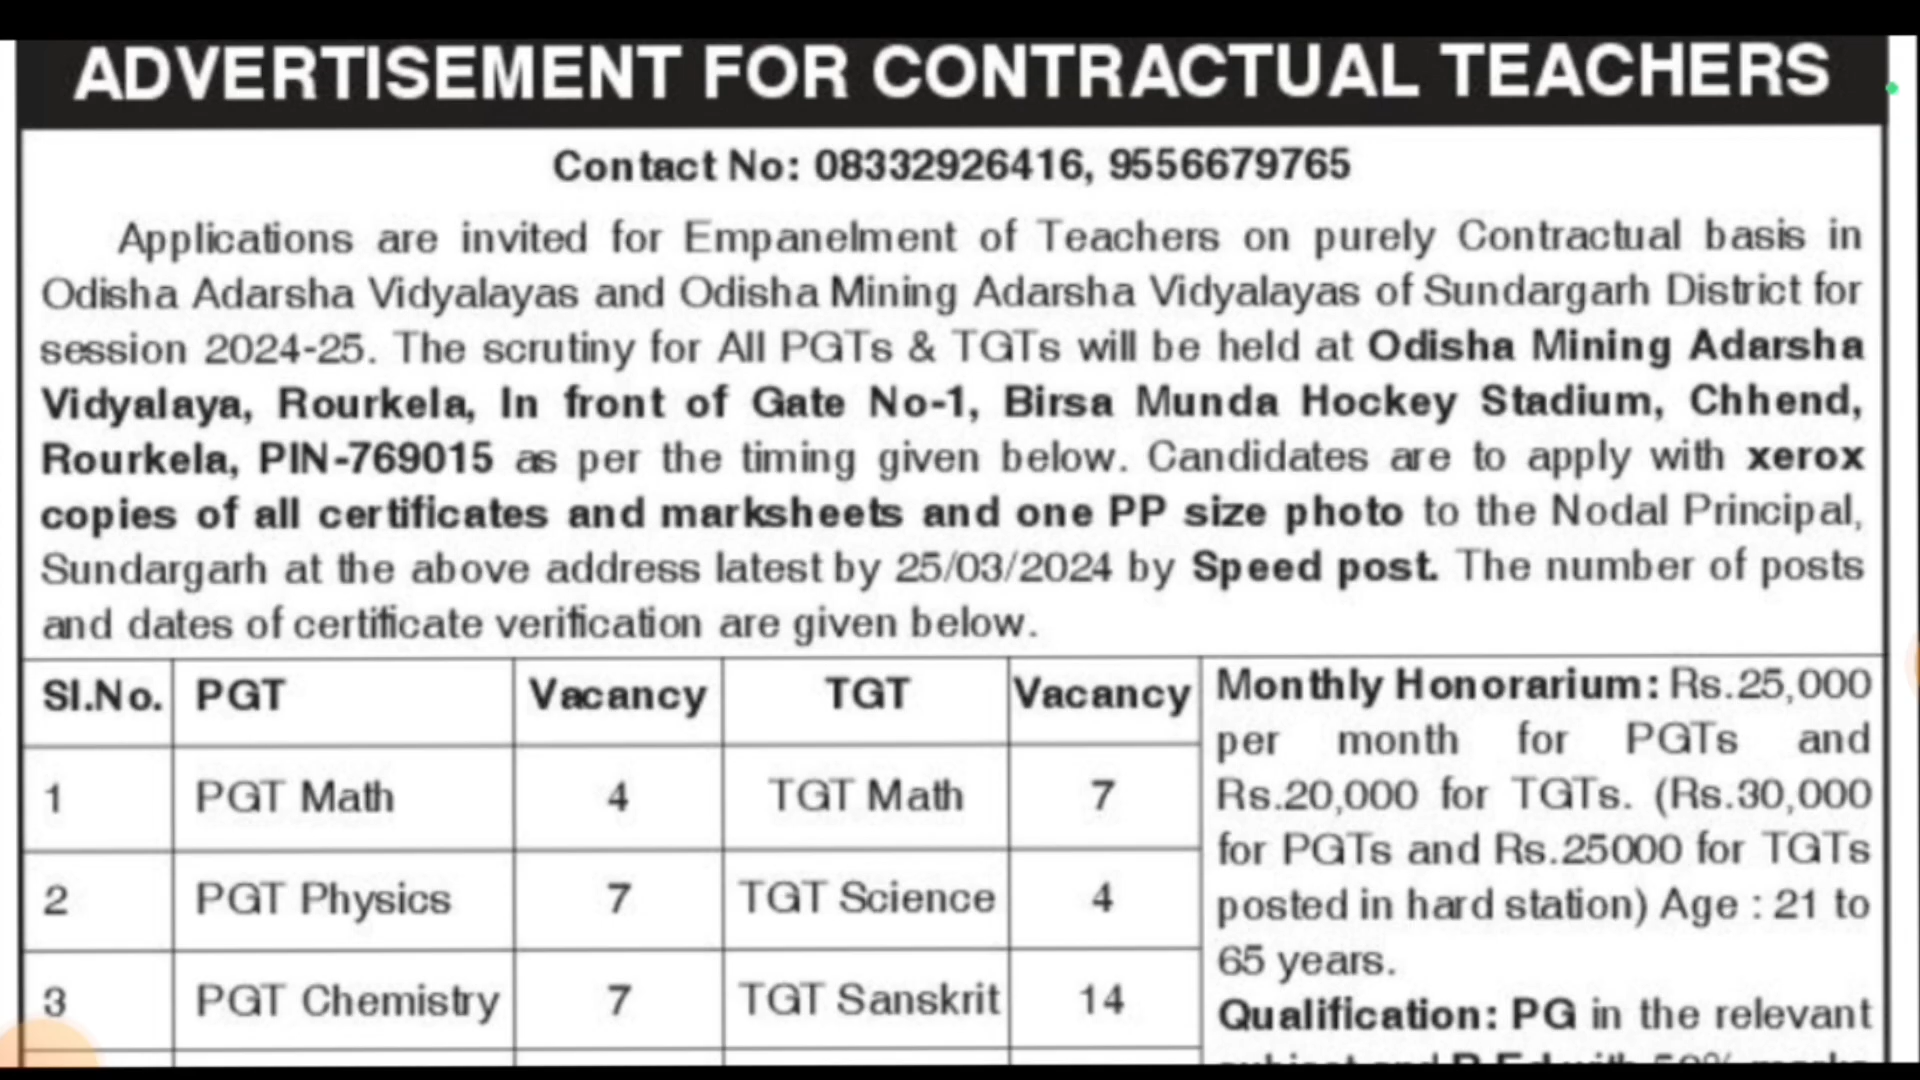 ADVERTISEMENT FOR CONTRACTUAL TEACHERS
Contact No: 08332926416, 9556679765
Applications are invited for Empanelment of Teachers on purely Contractual basis in
Odisha Adarsha Vidyalayas and Odisha Mining Adarsha Vidyalayas of Sundargarh District for
session 2024-25. The scrutiny for All PGTs & TGTs will be held at Odisha Mining Adarsha
Vidyalaya, Rourkela, In front of Gate No-1, Birsa Munda Hockey Stadium, Chhend,
Rourkela, PIN-769015 as per the timing given below. Candidates are to apply with xerox
copies of all certificates and marksheets and one PP size photo to the Nodal Principal,
Sundargarh at the above address latest by 25/03/2024 by Speed post. The number of posts
and dates of certificate verification are given below.
Sl.No. PGT Vacancy TGT Vacancy
1 PGT Math 4 TGT Math 7
2 PGT Physics 7 TGT Science 4
3 PGT Chemistry 7 TGT Sanskrit 14
Monthly Honorarium: Rs.25,000
per month for PGTs and
Rs.20,000 for TGTs. (Rs.30,000
for PGTs and Rs.25000 for TGTs
posted in hard station) Age : 21 to
65 years.
Qualification: PG in the relevant